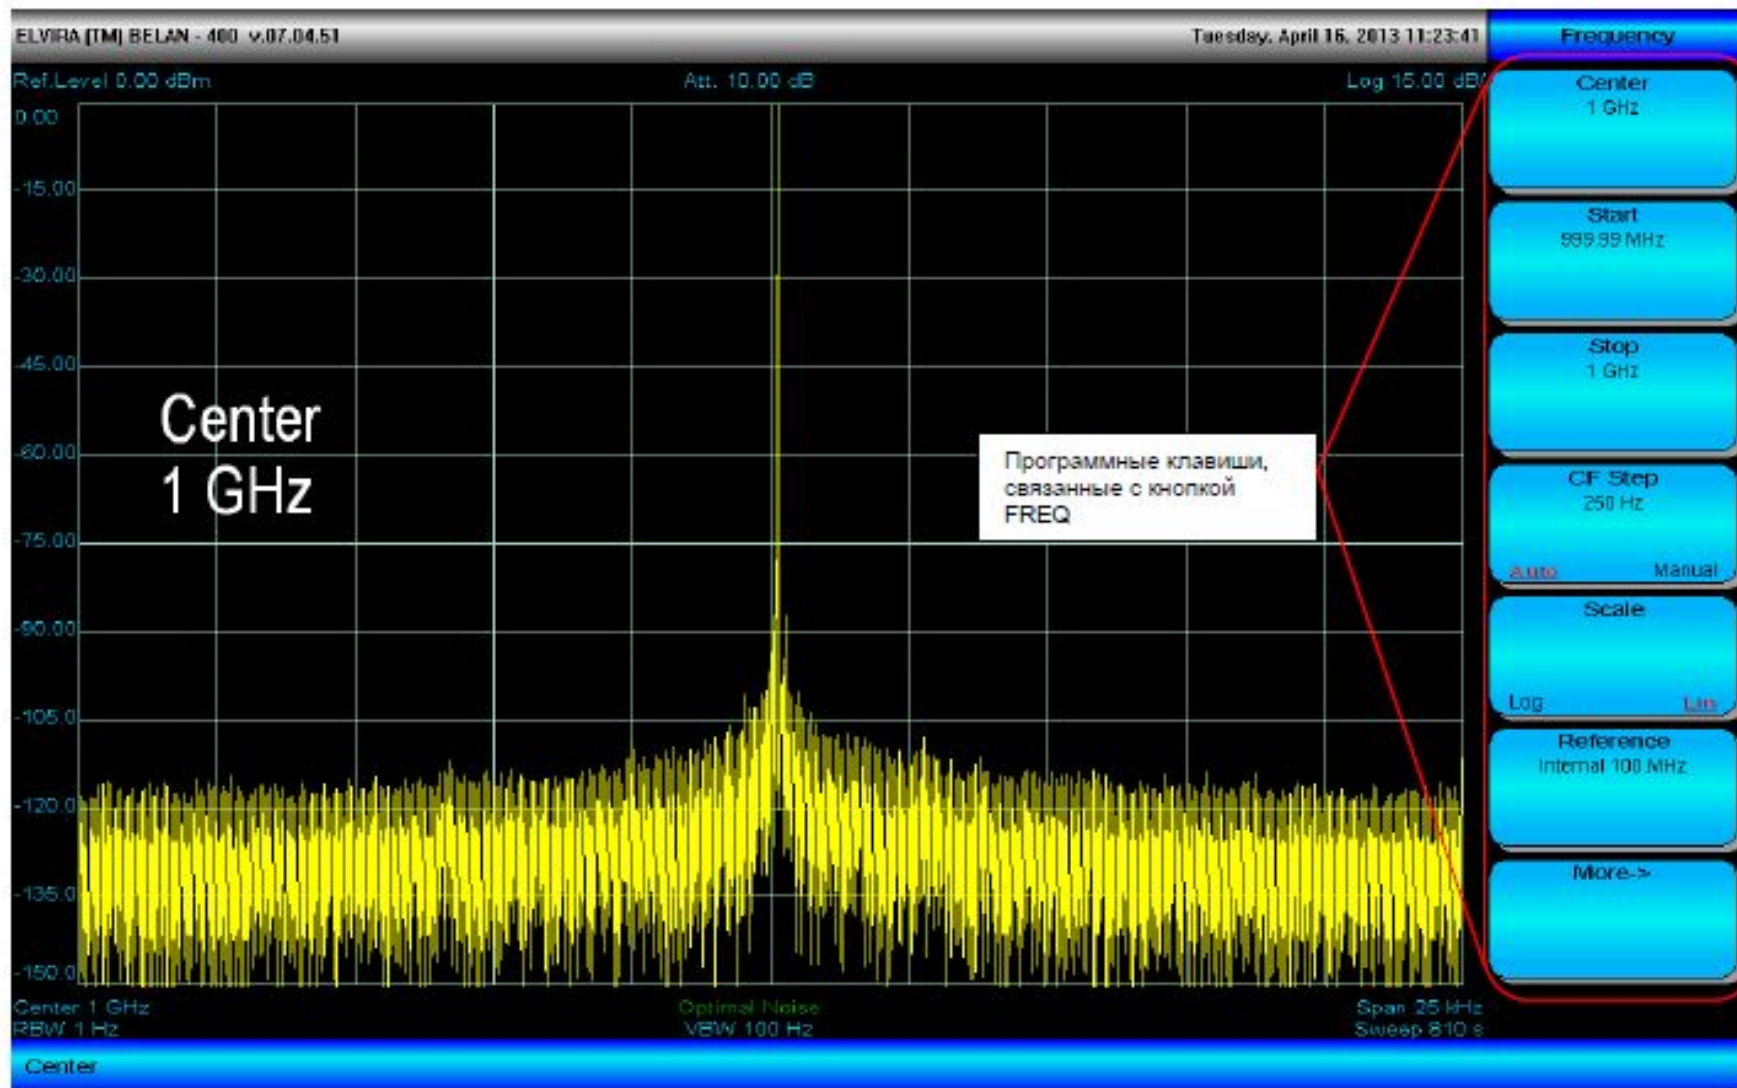 ELVIRA [TM] BELAN - 400 v.07.04.51
Tuesday, April 16, 2013 11:23:41
Frequency
Ref.Level 0.00 dBm
Att. 10.00 dB
Log 15.00 dB/
0.00
-15.00
-30.00
-45.00
-60.00
-75.00
-90.00
-105.0
-120.0
-135.0
-150.0
Center
1 GHz
Программные клавиши,
связанные с кнопкой
FREQ
Center 1 GHz
Optimal Noise
Span 25 kHz
RBW 1 Hz
VBW 100 Hz
Sweep 810 s
Center
Center
1 GHz
Start
999.99 MHz
Stop
1 GHz
CF Step
250 Hz
Auto Manual
Scale
Log Lin
Reference
Internal 100 MHz
More->